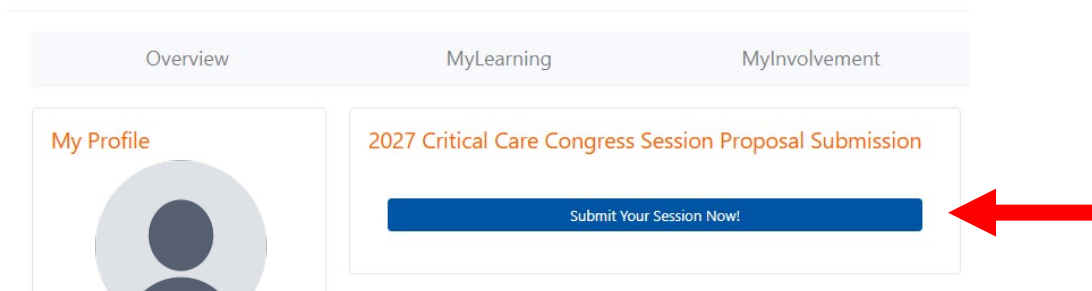 Overview MyLearning MyInvolvement
My Profile
2027 Critical Care Congress Session Proposal Submission
Submit Your Session Now!